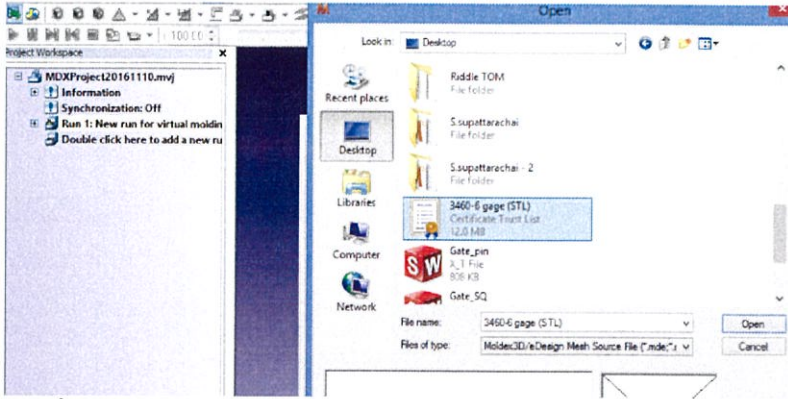 Open
Look in:
Desktop
100.00
Project Workspace
x
MDXProject20161110.mvj
Information
Synchronization: Off
Run 1: New run for virtual moldin
Double click here to add a new ru
Recent places
Desktop
Libraries
Computer
Network
Riddle TOM
File folder
S.supattarachai
File folder
S.supattarachai - 2
File folder
3460-6 gage (STL)
Certificate Trust List
12.0 MB
SW
Gate_pin
X_T File
Gate_SQ
File name:
3460-6 gage (STL)
Open
Files of type:
Moldex3D/eDesign Mesh Source File (*.mde;*.
Cancel